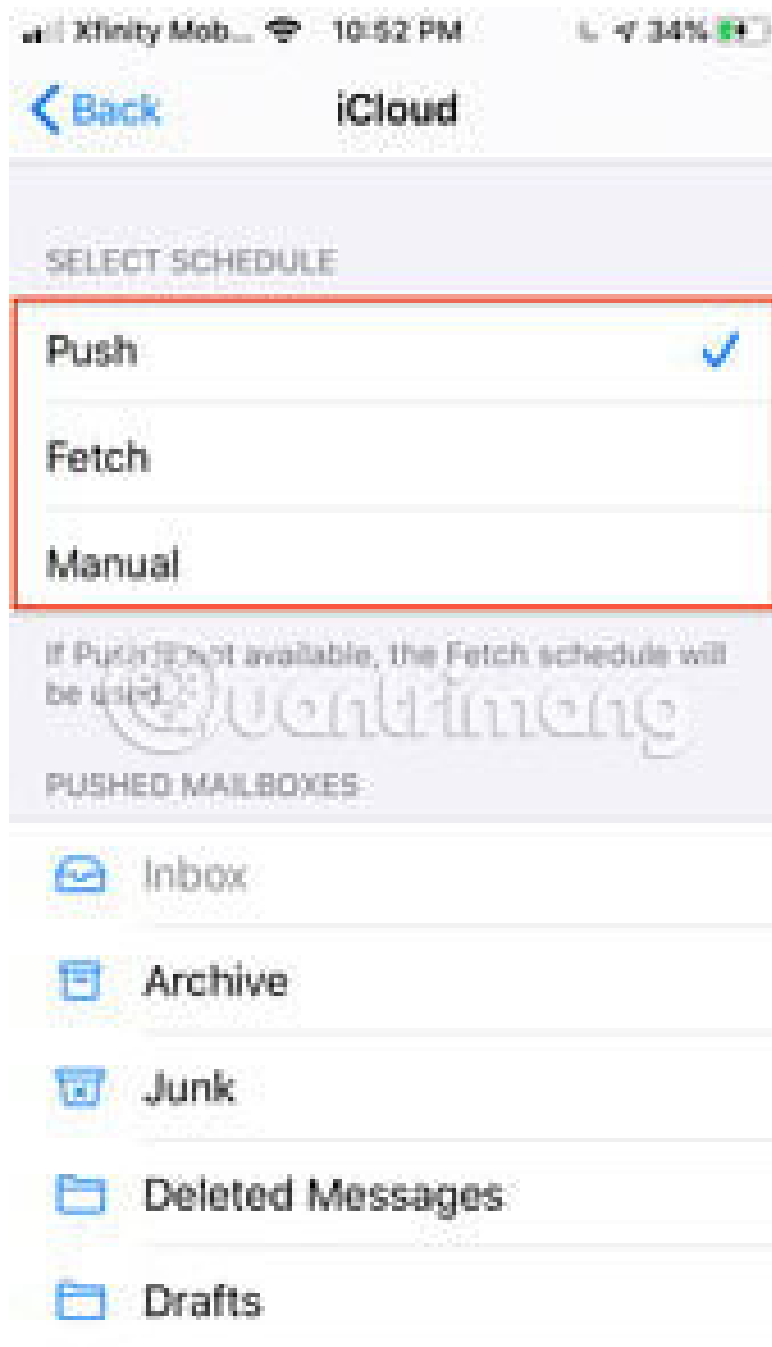 Xfinity Mob... 10:52 PM 34%
Back iCloud
SELECT SCHEDULE
Push
Fetch
Manual
If Push is not available, the Fetch schedule will
be used.
Quantrimang
PUSHED MAILBOXES
Inbox
Archive
Junk
Deleted Messages
Drafts